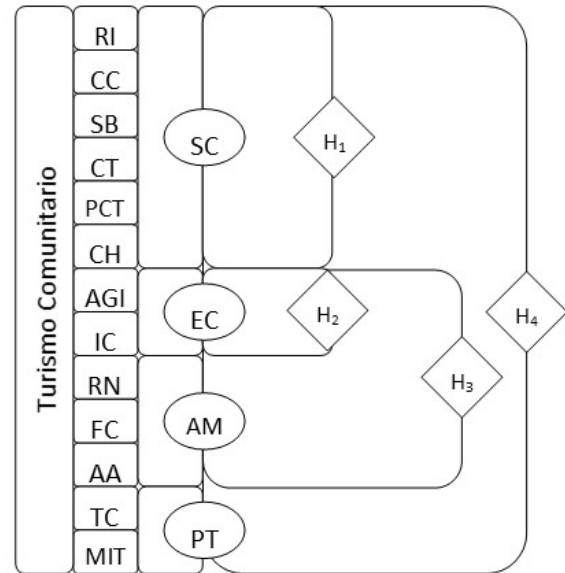 Turismo Comunitario
RI
CC
SB
CT
PCT
CH
AGI
IC
RN
FC
AA
TC
MIT
SC
EC
AM
PT
H₁
H₂
H₃
H₄